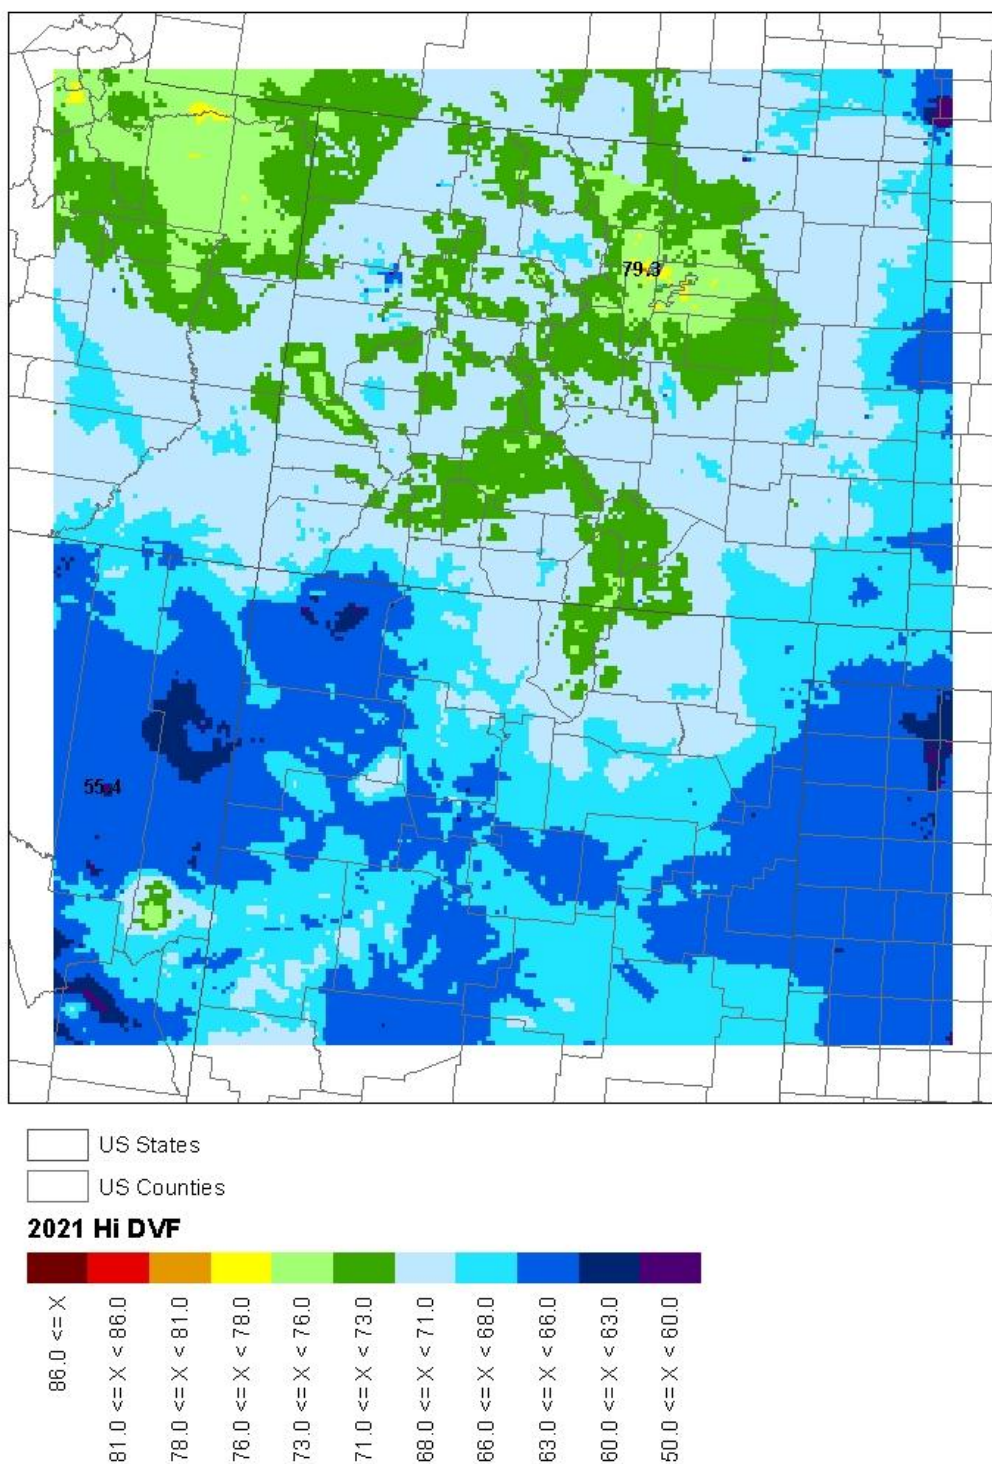 79.3
55.4
US States
US Counties
2021 Hi DVF
86.0 <= X
81.0 <= X < 86.0
78.0 <= X < 81.0
76.0 <= X < 78.0
73.0 <= X < 76.0
71.0 <= X < 73.0
68.0 <= X < 71.0
66.0 <= X < 68.0
63.0 <= X < 66.0
60.0 <= X < 63.0
50.0 <= X < 60.0